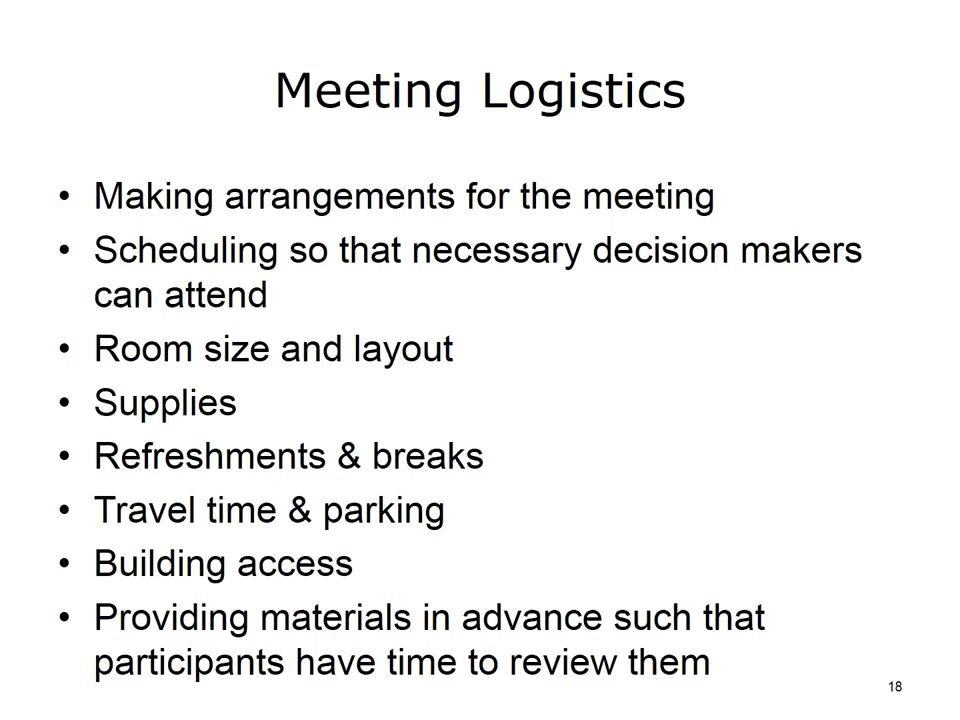 Meeting Logistics
• Making arrangements for the meeting
• Scheduling so that necessary decision makers
can attend
• Room size and layout
• Supplies
• Refreshments & breaks
• Travel time & parking
• Building access
• Providing materials in advance such that
participants have time to review them
18